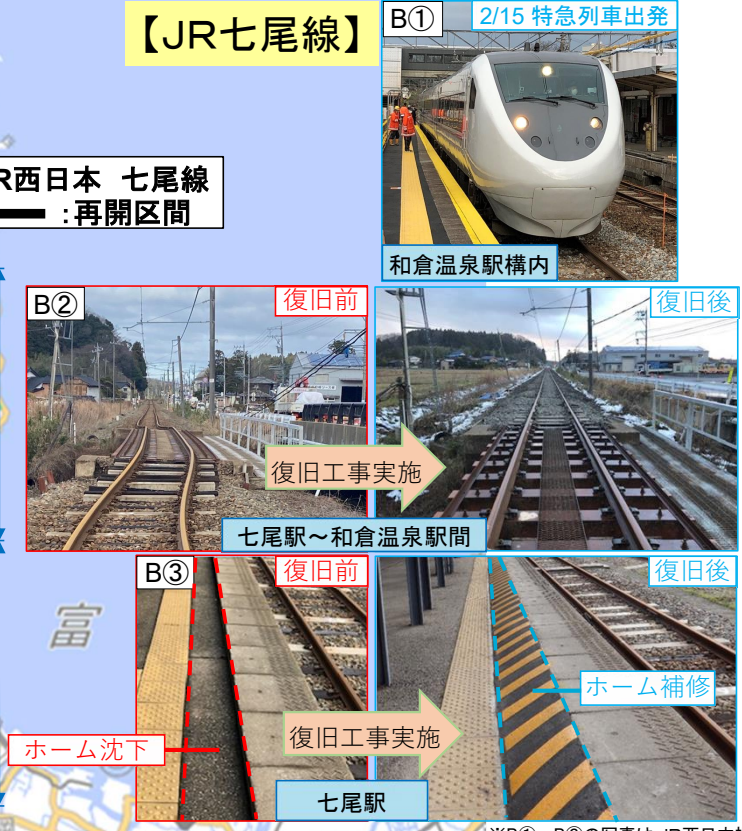 【JR七尾線】
B①
2/15 特急列車出発
和倉温泉駅構内
R西日本 七尾線
:再開区間
B②
復旧前
復旧後
復旧工事実施
七尾駅～和倉温泉駅間
B③
復旧前
復旧後
富
ホーム沈下
復旧工事実施
ホーム補修
七尾駅